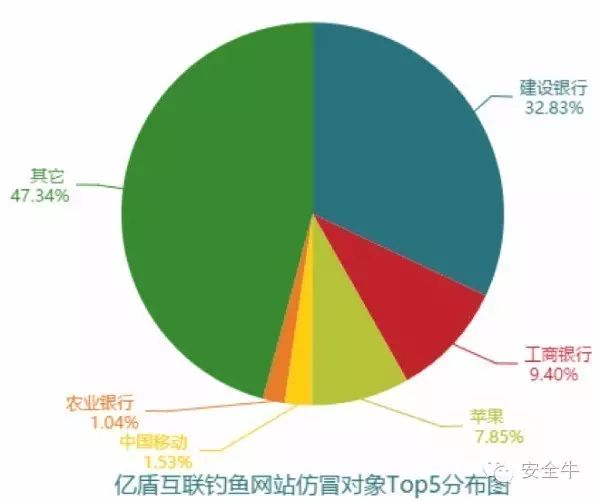 建设银行
32.83%
其它
47.34%
工商银行
9.40%
农业银行
1.04%
苹果
7.85%
中国移动
1.53%
亿盾互联钓鱼网站仿冒对象Top5分布图
安全牛